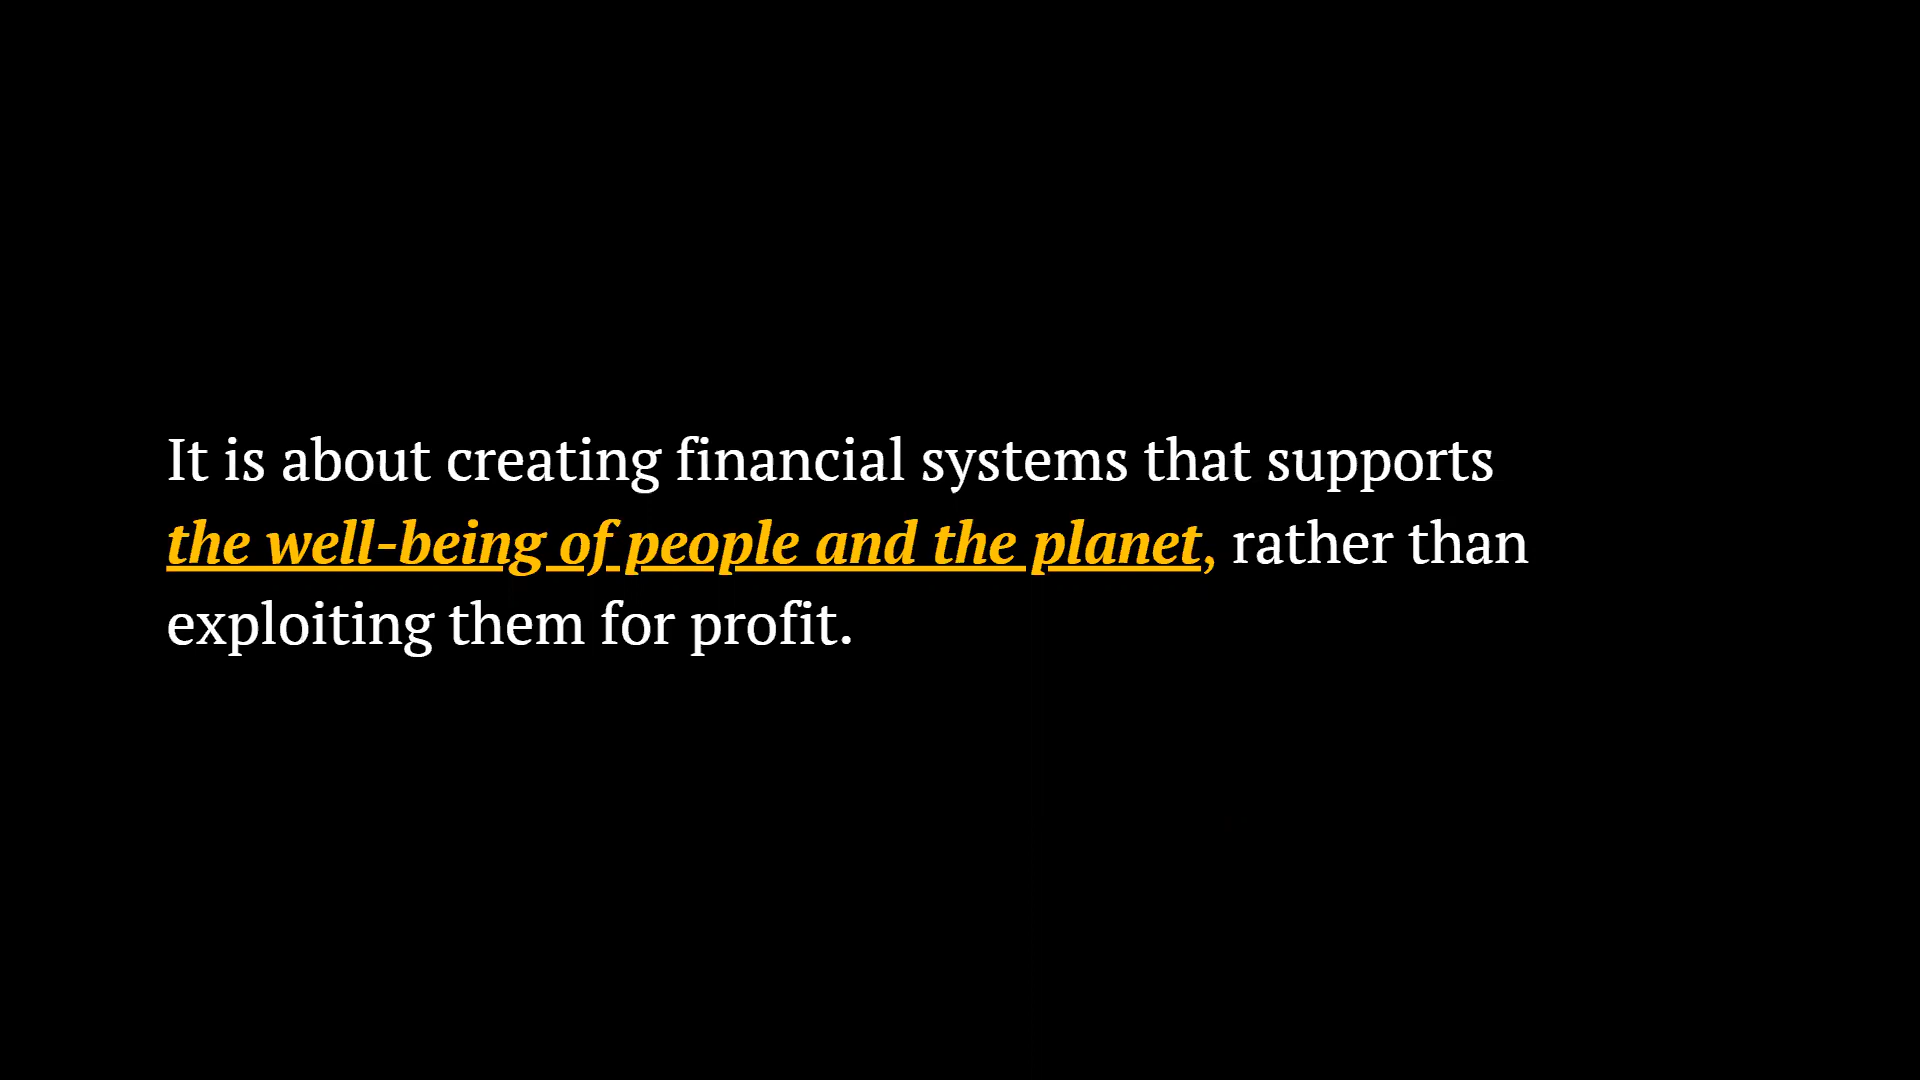 It is about creating financial systems that supports
the well-being of people and the planet, rather than
exploiting them for profit.